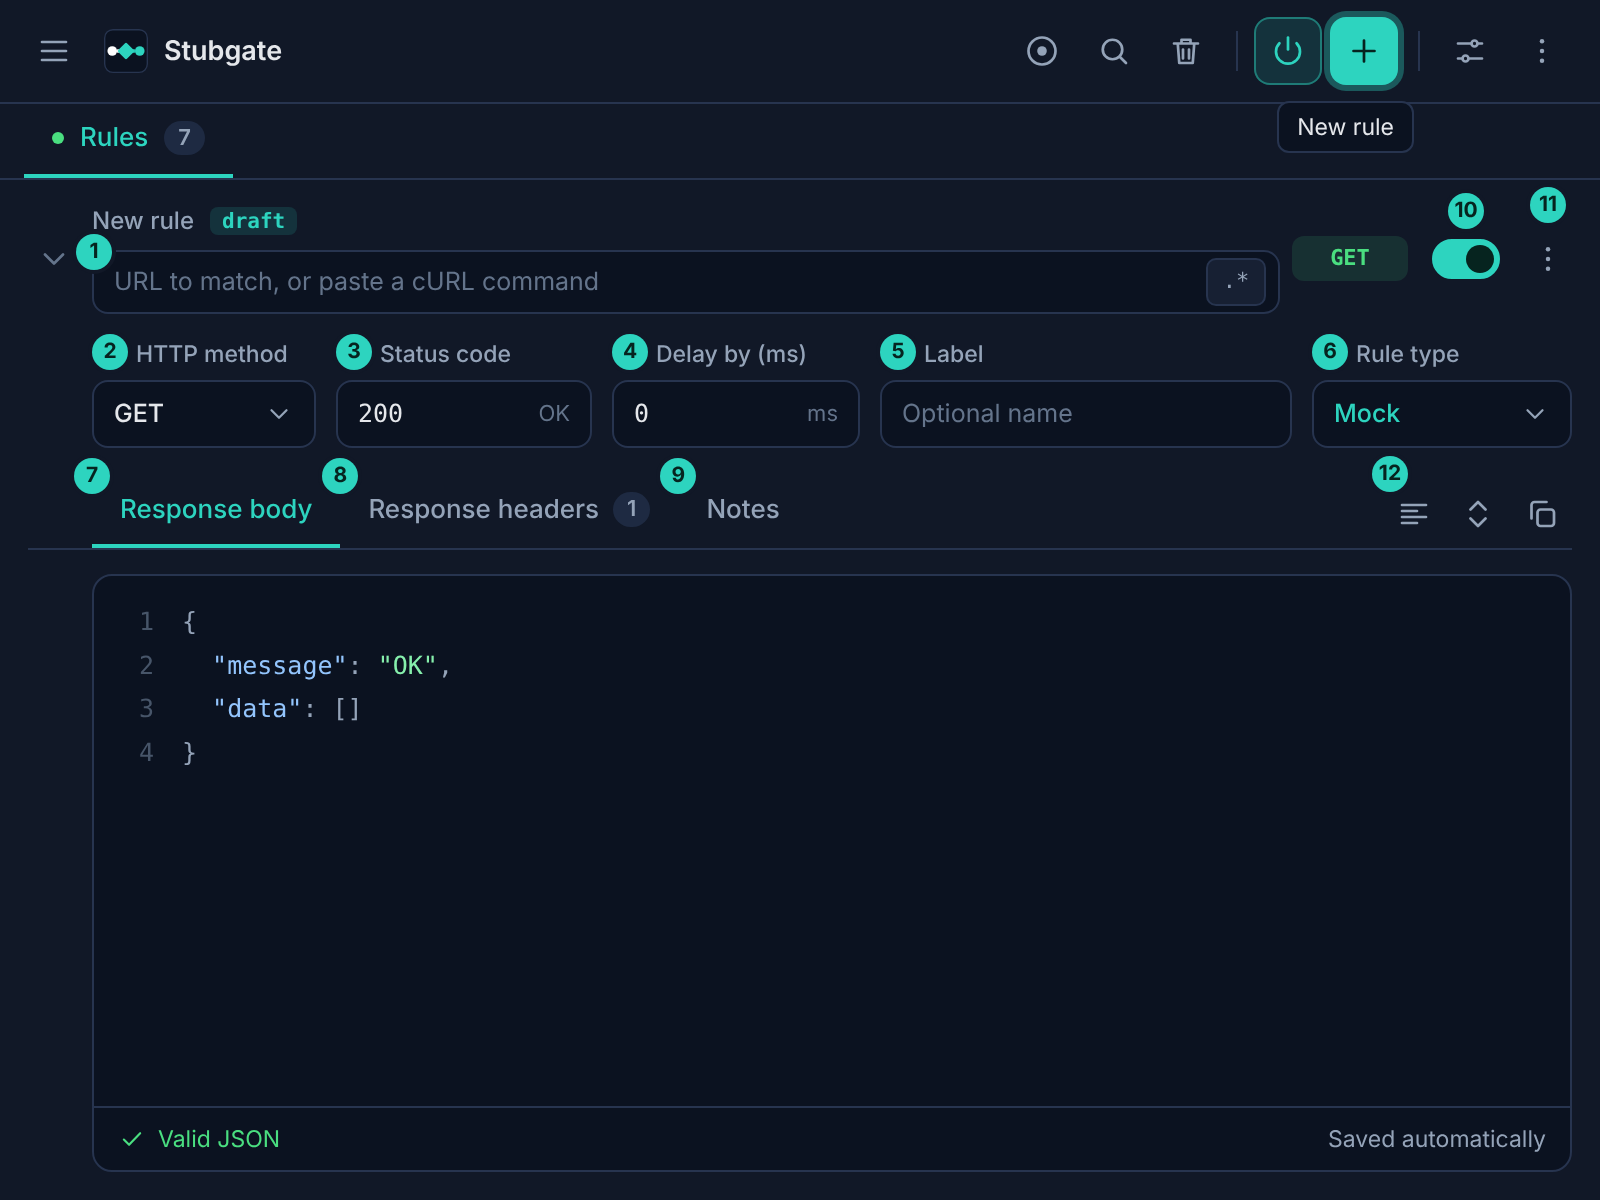 Stubgate
Rules 7
New rule
New rule draft
10
11
1
URL to match, or paste a cURL command
.*
GET
2 HTTP method
3 Status code
4 Delay by (ms)
5 Label
6 Rule type
GET
200 OK
0 ms
Optional name
Mock
7
8
9
12
Response body
Response headers 1
Notes
1 {
2 "message": "OK",
3 "data": []
4 }
Valid JSON
Saved automatically